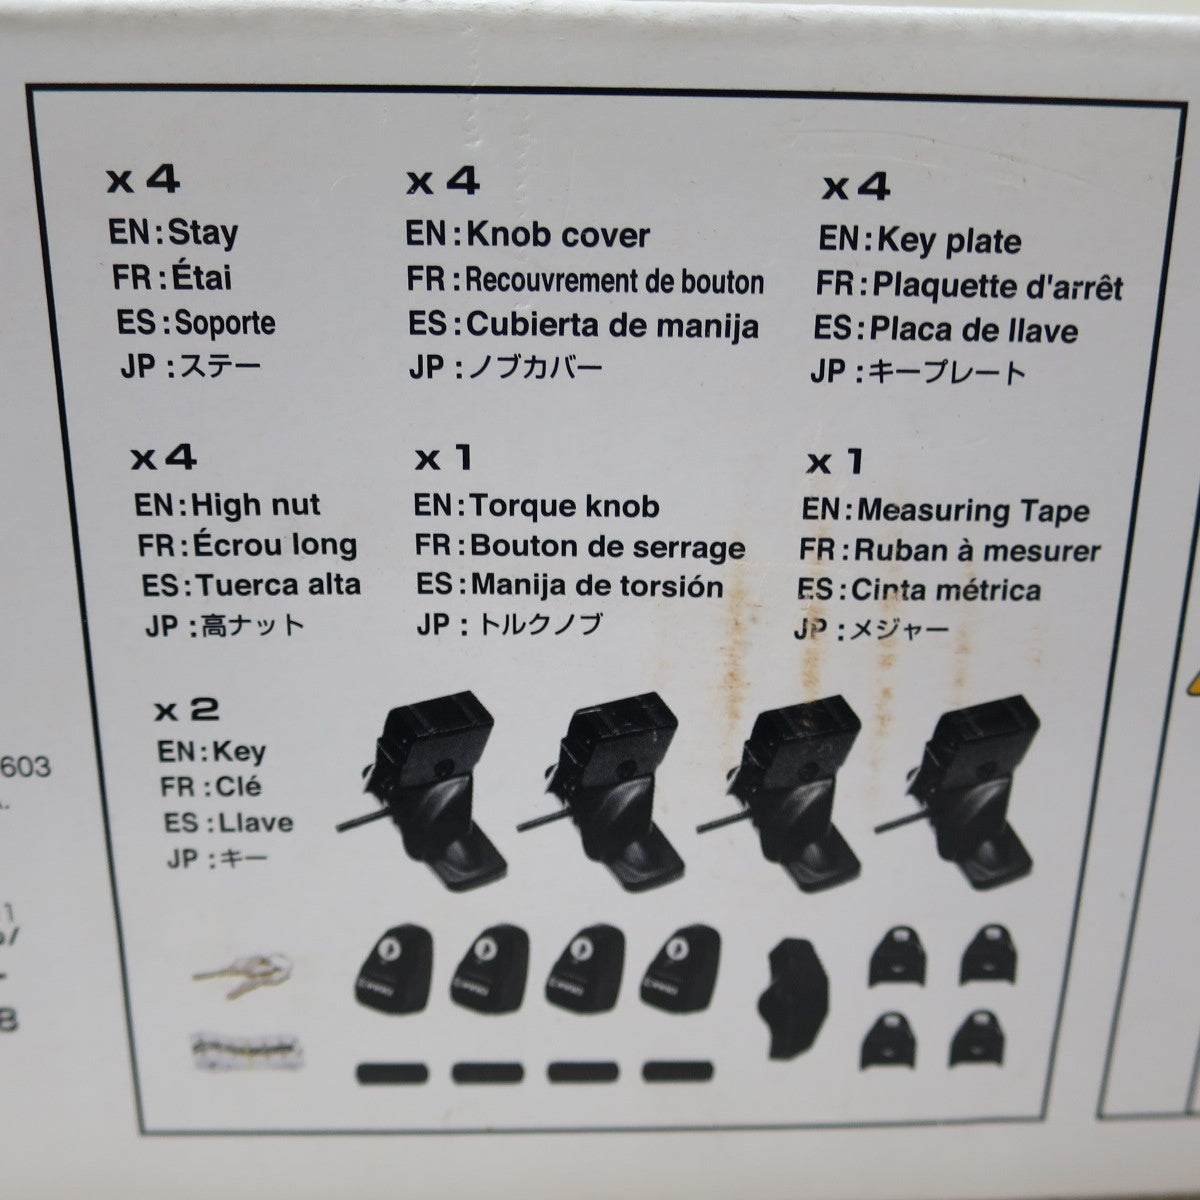 x 4
EN:Stay
FR:Étai
ES:Soporte
JP:ステー
x 4
EN:Knob cover
FR:Recouvrement de bouton
ES:Cubierta de manija
JP:ノブカバー
x 4
EN:Key plate
FR:Plaquette d'arrêt
ES:Placa de llave
JP:キープレート
x 4
EN:High nut
FR:Écrou long
ES:Tuerca alta
JP:高ナット
x 1
EN:Torque knob
FR:Bouton de serrage
ES:Manija de torsión
JP:トルクノブ
x 1
EN:Measuring Tape
FR:Ruban à mesurer
ES:Cinta métrica
JP:メジャー
x 2
EN:Key
FR:Clé
ES:Llave
JP:キー
603